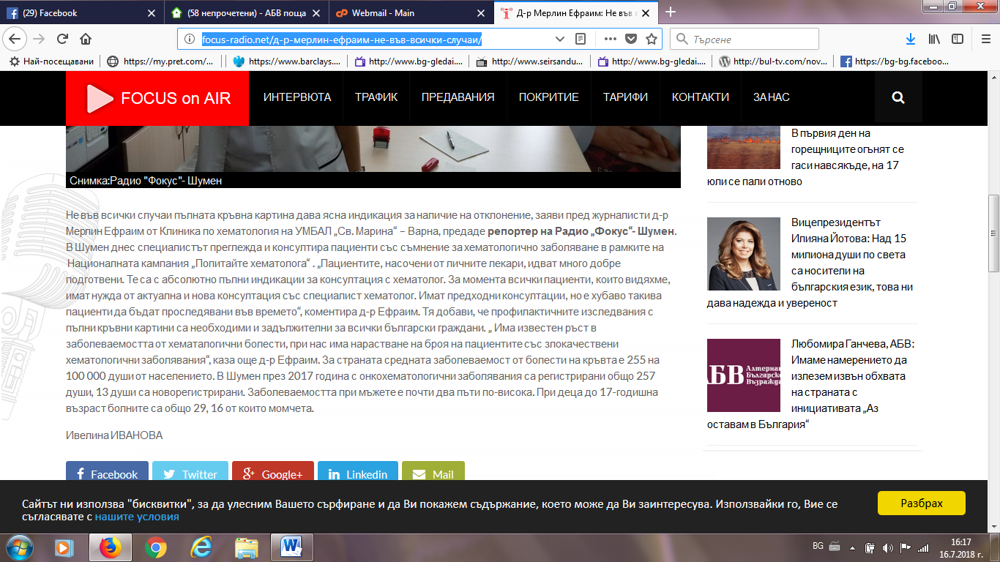 (29) Facebook
(58 непрочетени) - АБВ поща
Webmail - Main
Д-р Мерлин Ефраим: Не във
focus-radio.net/д-р-мерлин-ефраим-не-във-всички-случаи/
Търсене
Най-посещавани
https://my.pret.com/...
https://www.barclays....
http://www.bg-gledai....
http://www.seirsandu...
http://www.bg-gledai....
http://bul-tv.com/nov...
https://bg-bg.faceboo...
FOCUS on AIR
ИНТЕРВЮТА
ТРАФИК
ПРЕДАВАНИЯ
ПОКРИТИЕ
ТАРИФИ
КОНТАКТИ
ЗА НАС
Снимка:Радио "Фокус"- Шумен
Не във всички случаи пълната кръвна картина дава ясна индикация за наличие на отклонение, заяви пред журналисти д-р
Мерлин Ефраим от Клиника по хематология на УМБАЛ „Св. Марина“ – Варна, предаде репортер на Радио „Фокус“- Шумен.
В Шумен днес специалистът преглежда и консултира пациенти със съмнение за хематологично заболяване в рамките на
Националната кампания „Попитайте хематолога“ . „Пациентите, насочени от личните лекари, идват много добре
подготвени. Те са с абсолютно пълни индикации за консултация с хематолог. За момента всички пациенти, които видяхме,
имат нужда от актуална и нова консултация със специалист хематолог. Имат предходни консултации, но е хубаво такива
пациенти да бъдат проследявани във времето“, коментира д-р Ефраим. Тя добави, че профилактичните изследвания с
пълни кръвни картини са необходими и задължителни за всички български граждани. „ Има известен ръст в
заболеваемостта от хематалогични болести, при нас има нарастване на броя на пациентите със злокачествени
хематологични заболявания“, каза още д-р Ефраим. За страната средната заболеваемост от болести на кръвта е 255 на
100 000 души от населението. В Шумен през 2017 година с онкохематологични заболявания са регистрирани общо 257
души, 13 души са новорегистрирани. Заболеваемостта при мъжете е почти два пъти по-висока. При деца до 17-годишна
възраст болните са общо 29, 16 от които момчета.
Ивелина ИВАНОВА
Facebook
Twitter
Google+
Linkedin
Mail
В първия ден на
горещниците огънят се
гаси навсякъде, на 17
юли се пали отново
Вицепрезидентът
Илияна Йотова: Над 15
милиона души по света
са носители на
българския език, това ни
дава надежда и увереност
АБВ
Алтернат
Българско
Възражда
Любомира Ганчева, АБВ:
Имаме намерението да
излезем извън обхвата
на страната с
инициативата „Аз
оставам в България“
Сайтът ни използва "бисквитки", за да улесним Вашето сърфиране и да Ви покажем съдържание, което може да Ви заинтересува. Използвайки го, Вие се
съгласявате с нашите условия
Разбрах
BG
16:17
16.7.2018 г.